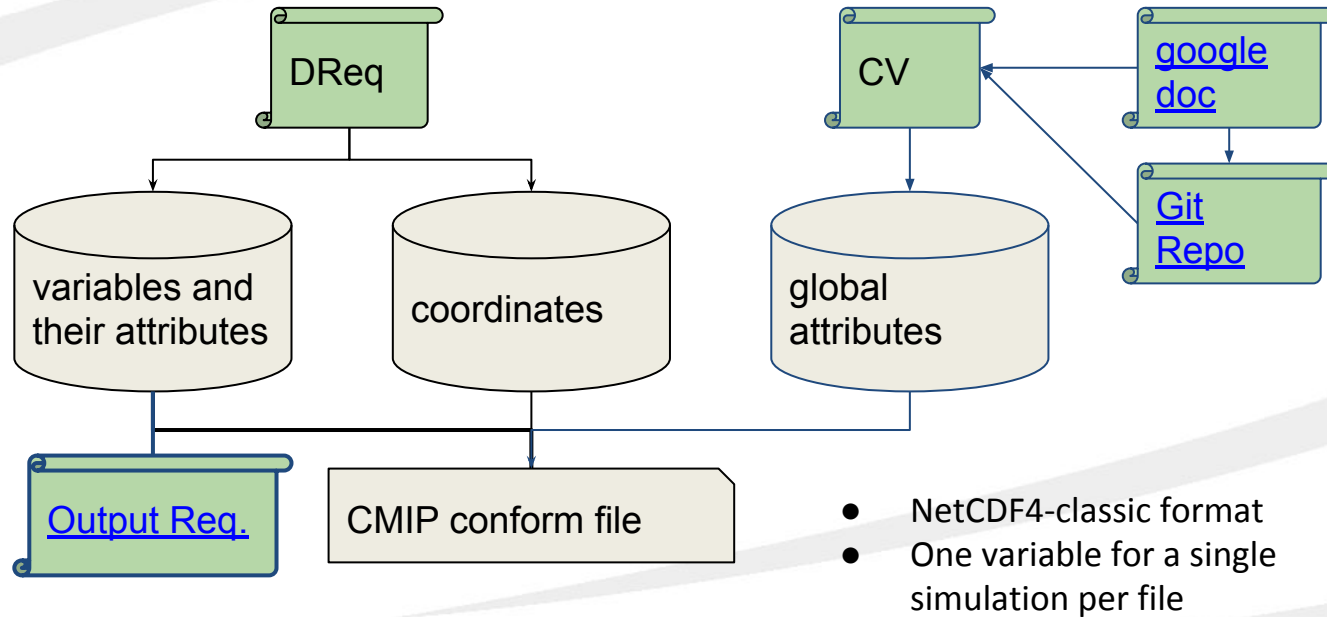 DReq
CV
google
doc
Git
Repo
variables and
their attributes
coordinates
global
attributes
Output Req.
CMIP conform file
● NetCDF4-classic format
● One variable for a single
simulation per file